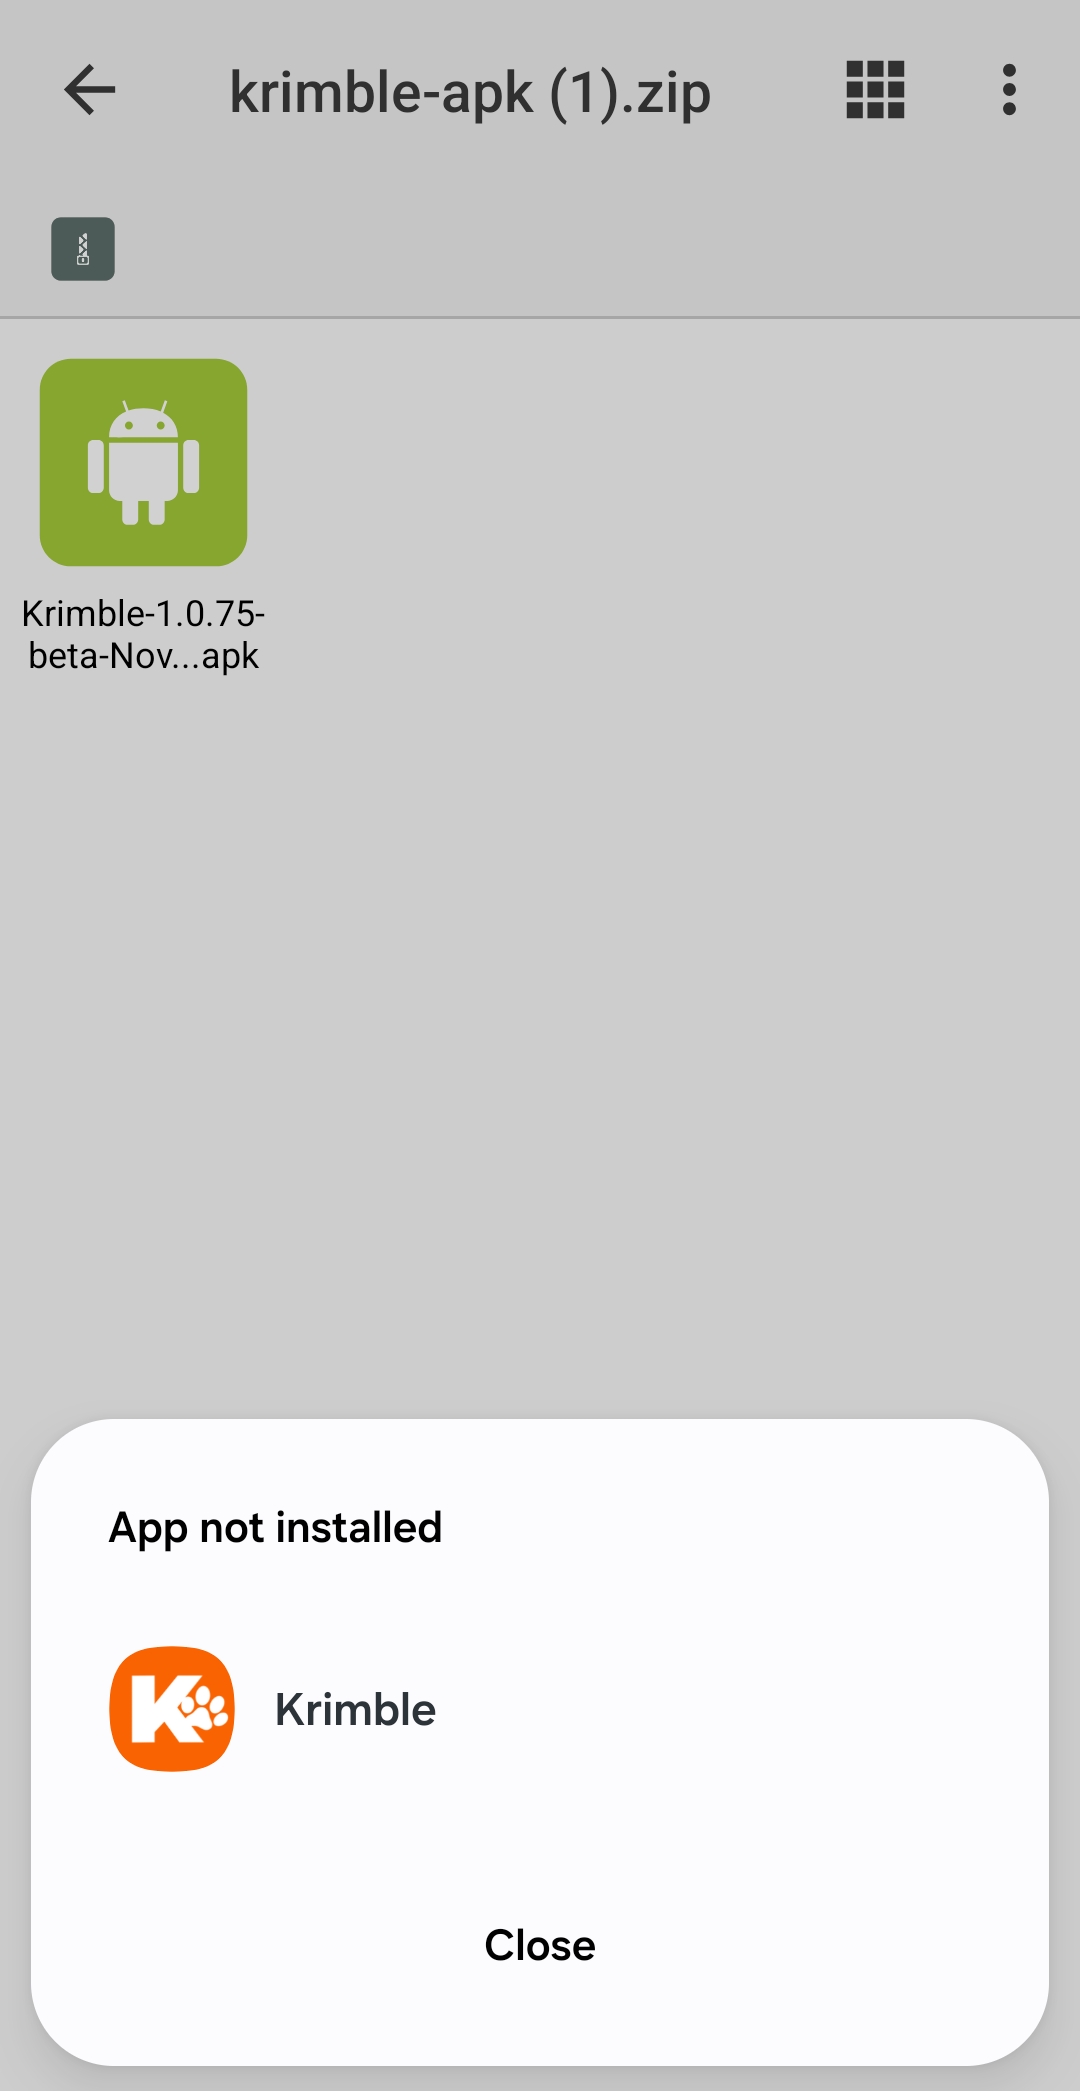 krimble-apk (1).zip
Krimble-1.0.75-
beta-Nov...apk
App not installed
K
Krimble
Close